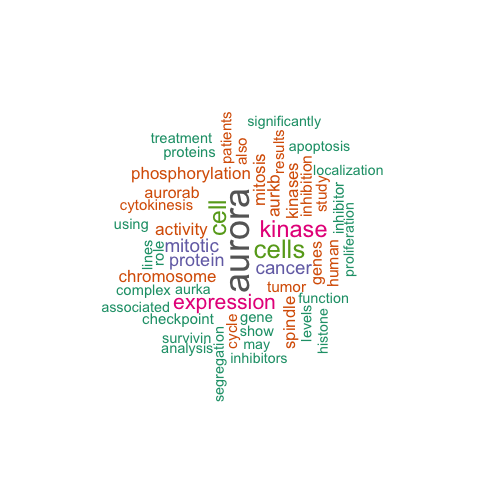 significantly
treatment
patients
also
results
apoptosis
proteins
phosphorylation
mitosis
aurkb
kinases
inhibition
study
localization
aurorab
cytokinesis
aurora
cell
kinase
inhibitor
using
activity
mitotic
cells
human
proliferation
lines
role
protein
cancer
genes
chromosome
tumor
complex
aurka
expression
spindle
function
associated
checkpoint
cycle
gene
levels
histone
show
survivin
may
analysis
segregation
inhibitors